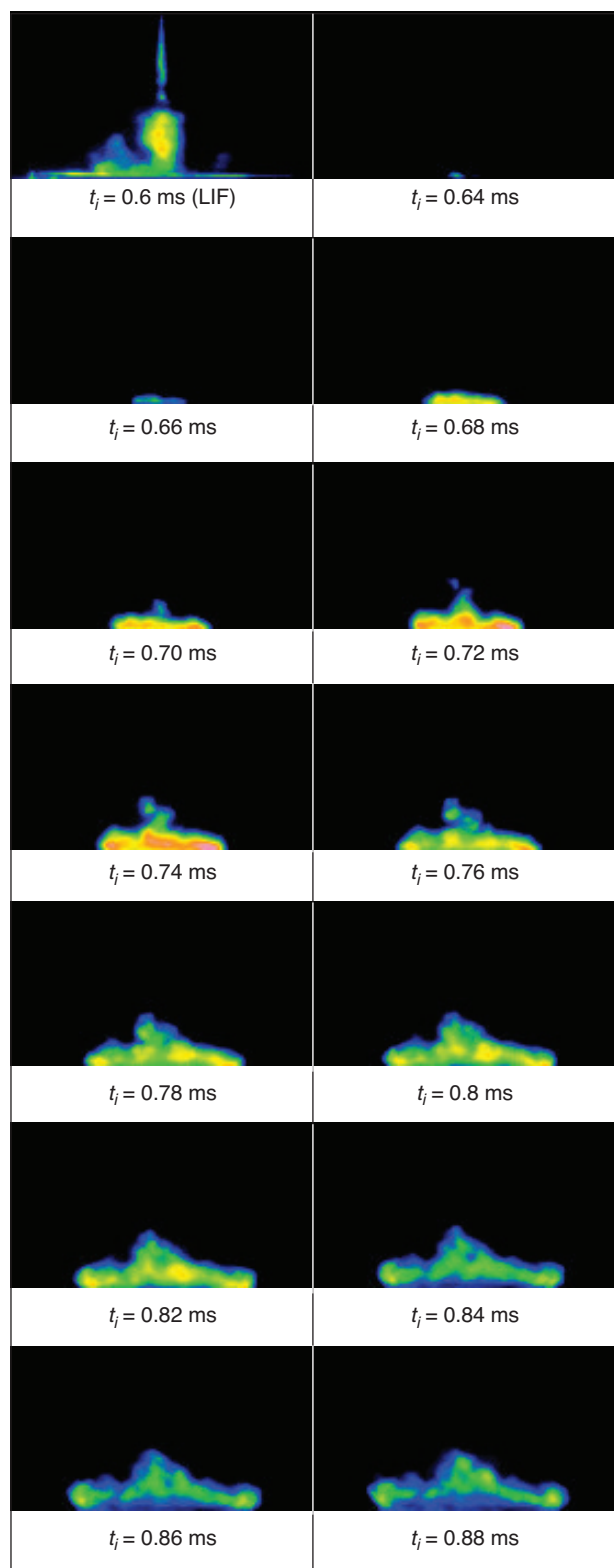 t_i = 0.6 ms (LIF)
t_i = 0.64 ms
t_i = 0.66 ms
t_i = 0.68 ms
t_i = 0.70 ms
t_i = 0.72 ms
t_i = 0.74 ms
t_i = 0.76 ms
t_i = 0.78 ms
t_i = 0.8 ms
t_i = 0.82 ms
t_i = 0.84 ms
t_i = 0.86 ms
t_i = 0.88 ms